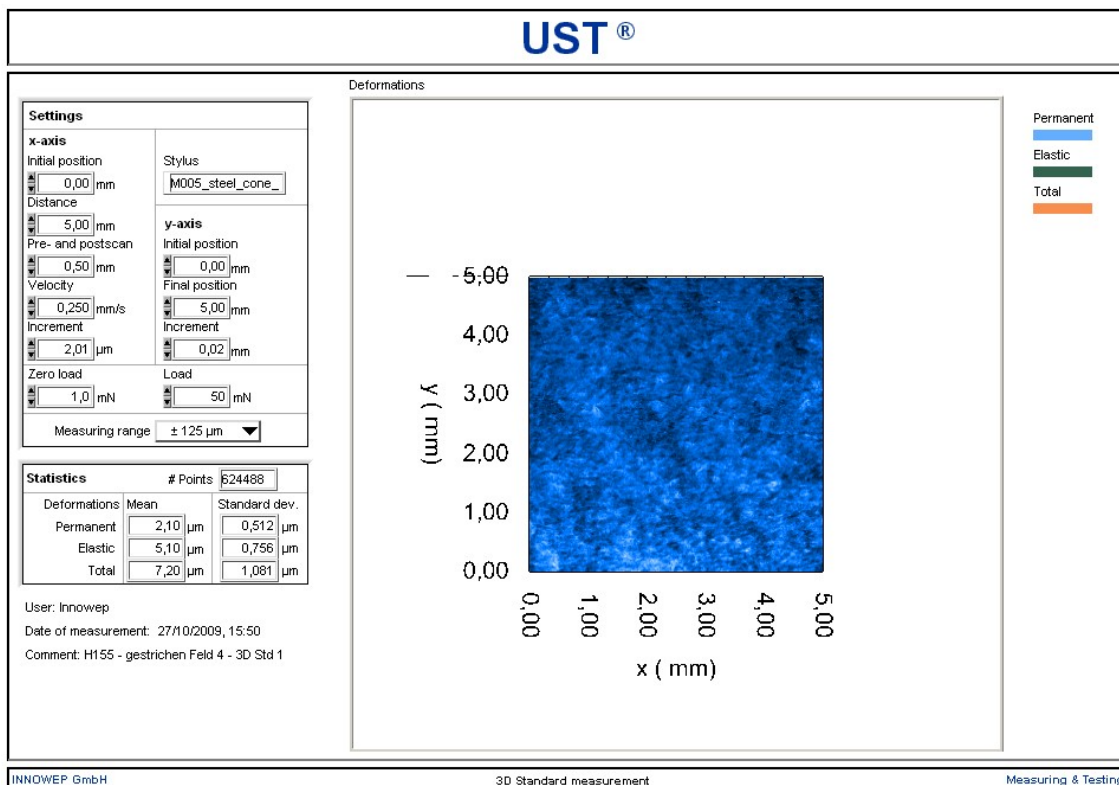 UST ®
Deformations
Settings
x-axis
Initial position
0,00 mm
Distance
5,00 mm
Pre- and postscan
0,50 mm
Velocity
0,250 mm/s
Increment
2,01 µm
Stylus
M005_steel_cone_
y-axis
Initial position
0,00 mm
Final position
5,00 mm
Increment
0,02 mm
Zero load
1,0 mN
Load
50 mN
Measuring range ± 125 µm
Statistics # Points 624488
Deformations Mean Standard dev.
Permanent 2,10 µm 0,512 µm
Elastic 5,10 µm 0,756 µm
Total 7,20 µm 1,081 µm
User: Innowep
Date of measurement: 27/10/2009, 15:50
Comment: H155 - gestrichen Feld 4 - 3D Std 1
5,00
4,00
3,00
2,00
1,00
0,00
y ( mm)
0,00 1,00 2,00 3,00 4,00 5,00
x ( mm)
Permanent
Elastic
Total
INNOWEP GmbH
3D Standard measurement
Measuring & Testing